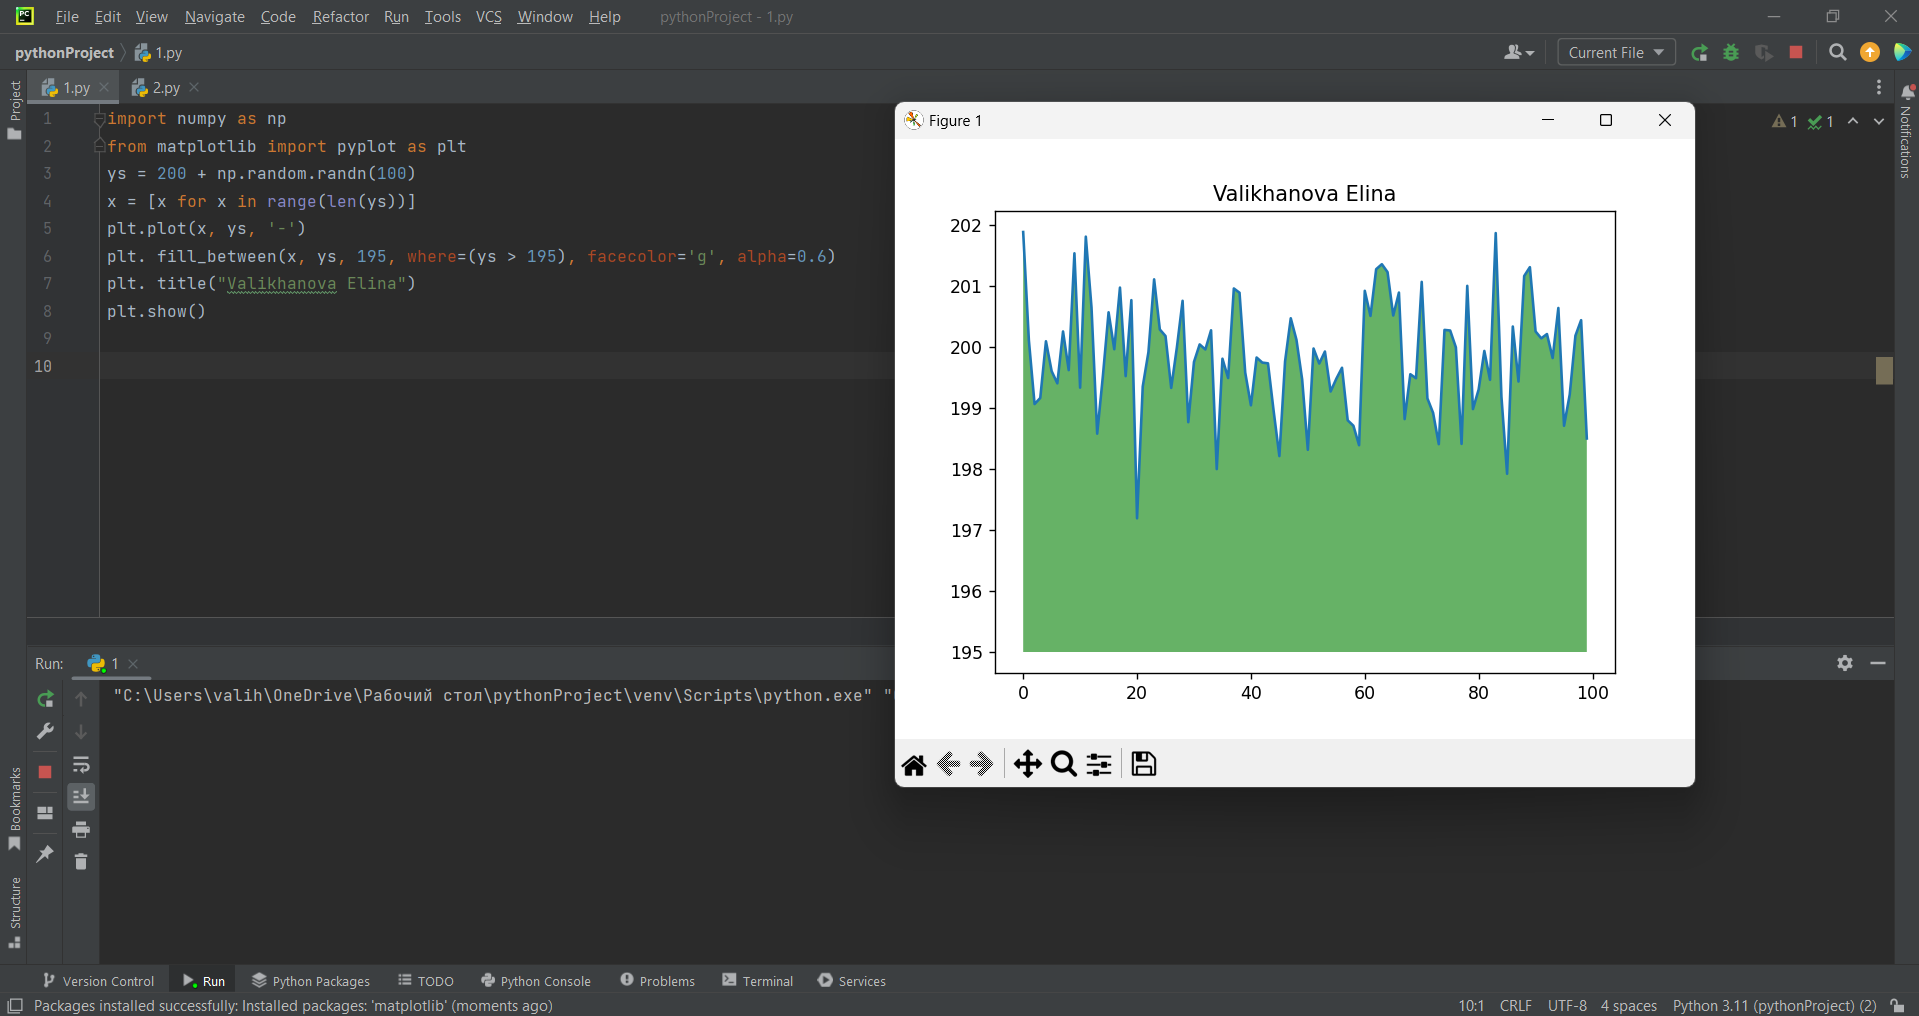 File Edit View Navigate Code Refactor Run Tools VCS Window Help pythonProject - 1.py
pythonProject 1.py Current File
Project
1.py 2.py
1 import numpy as np
2 from matplotlib import pyplot as plt
3 ys = 200 + np.random.randn(100)
4 x = [x for x in range(len(ys))]
5 plt.plot(x, ys, '-')
6 plt. fill_between(x, ys, 195, where=(ys > 195), facecolor='g', alpha=0.6)
7 plt. title("Valikhanova Elina")
8 plt.show()
9
10
1 1
Notifications
Figure 1
Valikhanova Elina
202
201
200
199
198
197
196
195
0 20 40 60 80 100
Run: 1
"C:\Users\valih\OneDrive\Рабочий стол\pythonProject\venv\Scripts\python.exe" "
Bookmarks
Structure
Version Control Run Python Packages TODO Python Console Problems Terminal Services
Packages installed successfully: Installed packages: 'matplotlib' (moments ago) 10:1 CRLF UTF-8 4 spaces Python 3.11 (pythonProject) (2)